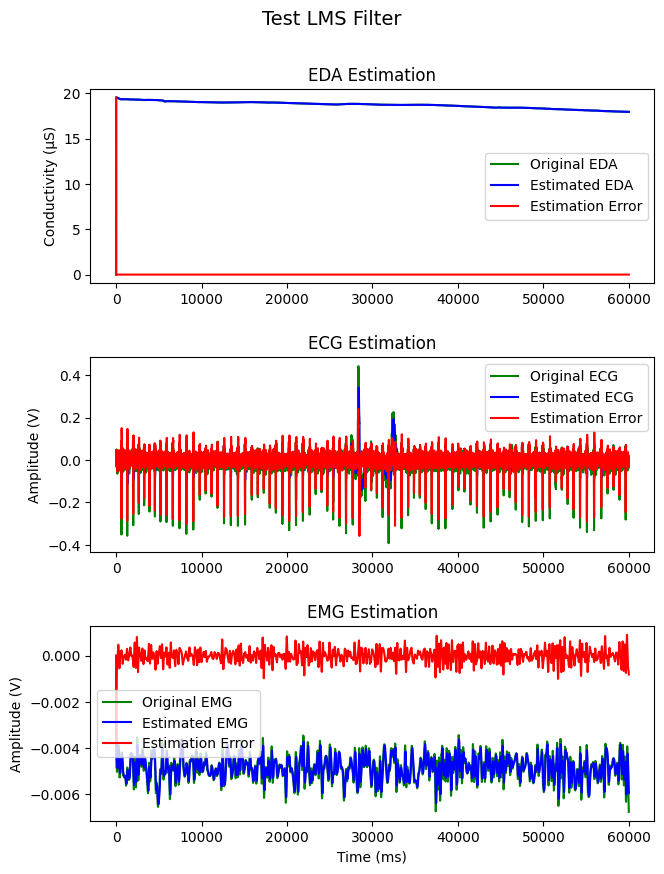 Test LMS Filter
EDA Estimation
Conductivity (µS)
20
15
10
5
0
Original EDA
Estimated EDA
Estimation Error
0 10000 20000 30000 40000 50000 60000
ECG Estimation
Amplitude (V)
0.4
0.2
0.0
−0.2
−0.4
Original ECG
Estimated ECG
Estimation Error
0 10000 20000 30000 40000 50000 60000
EMG Estimation
Amplitude (V)
0.000
−0.002
−0.004
−0.006
Original EMG
Estimated EMG
Estimation Error
0 10000 20000 30000 40000 50000 60000
Time (ms)